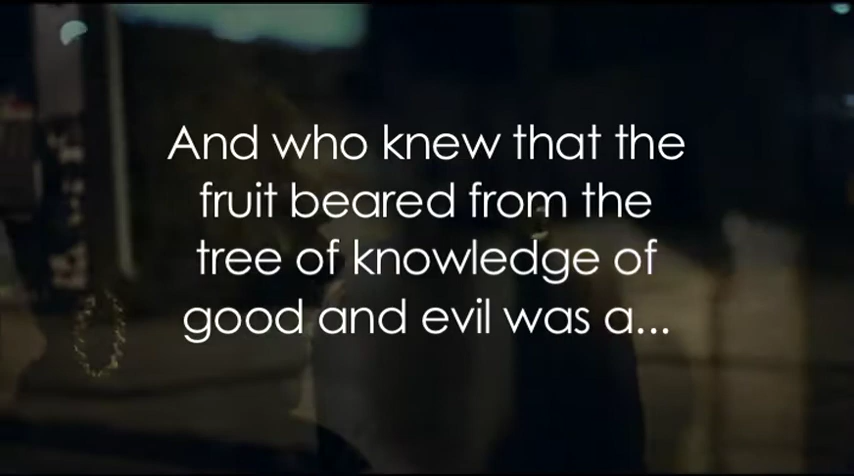 And who knew that the
fruit beared from the
tree of knowledge of
good and evil was a...